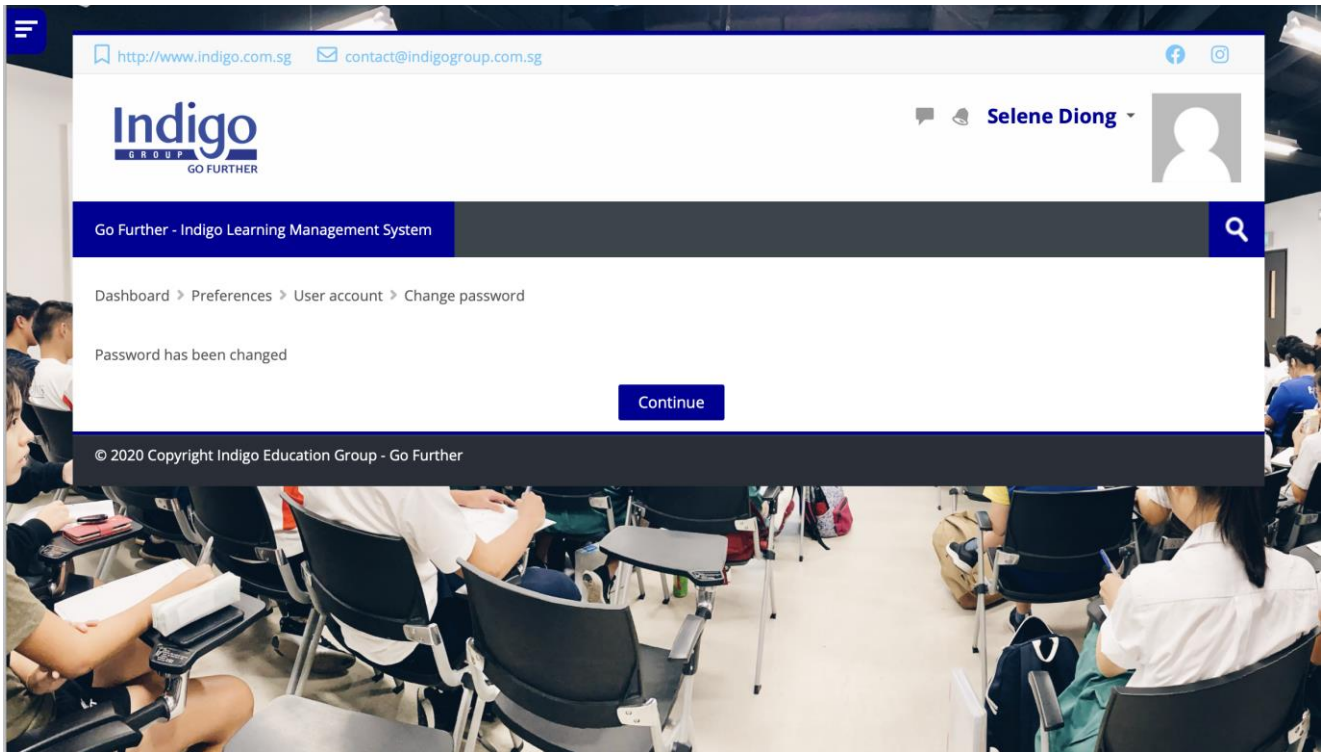 http://www.indigo.com.sg contact@indigogroup.com.sg
Indigo
GROUP
GO FURTHER
Selene Diong
Go Further - Indigo Learning Management System
Dashboard > Preferences > User account > Change password
Password has been changed
Continue
© 2020 Copyright Indigo Education Group - Go Further